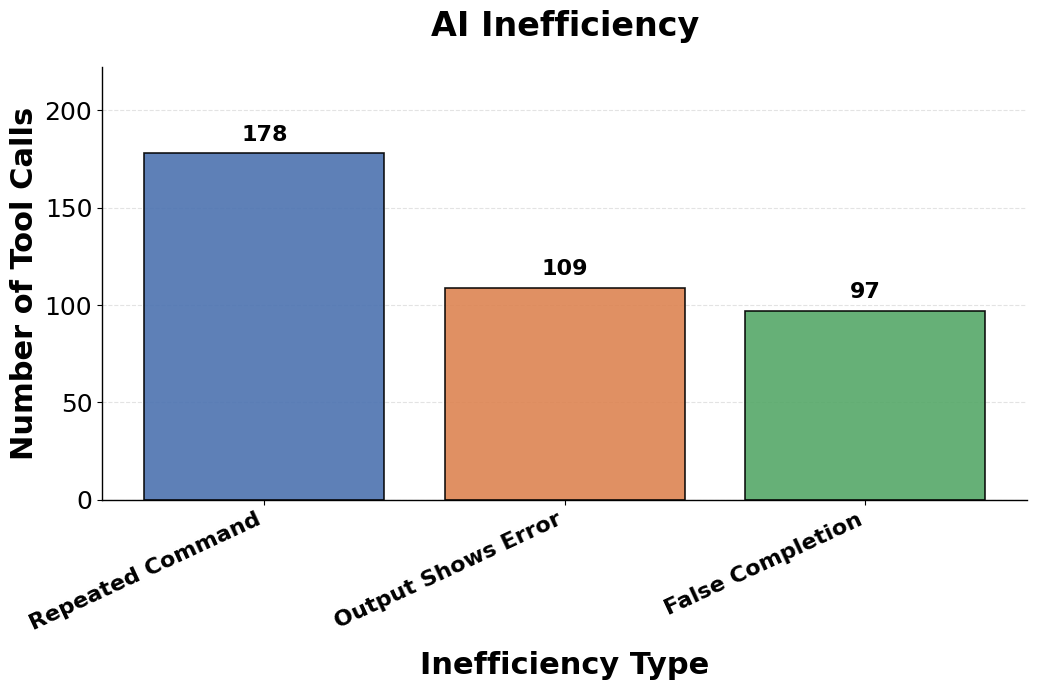 AI Inefficiency
Number of Tool Calls
200
150
100
50
0
178
109
97
Repeated Command
Output Shows Error
False Completion
Inefficiency Type